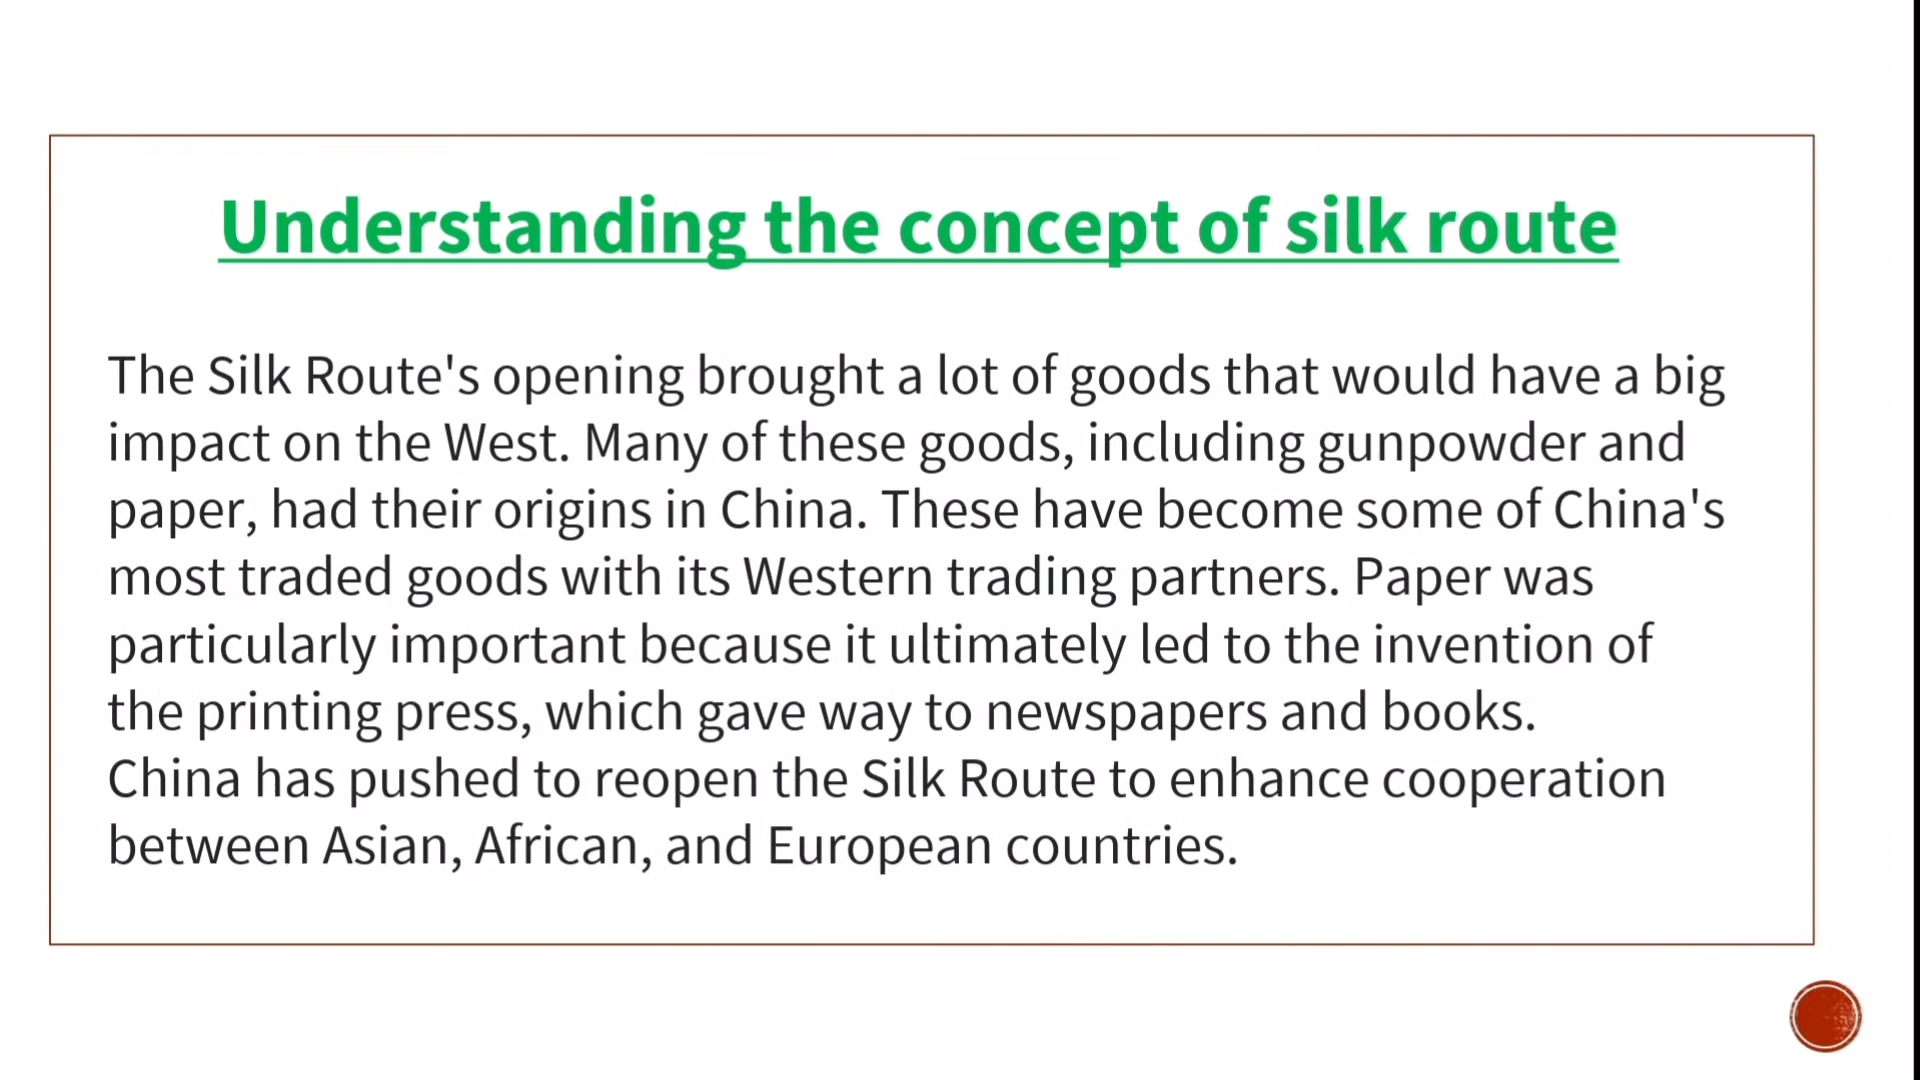 Understanding the concept of silk route
The Silk Route's opening brought a lot of goods that would have a big
impact on the West. Many of these goods, including gunpowder and
paper, had their origins in China. These have become some of China's
most traded goods with its Western trading partners. Paper was
particularly important because it ultimately led to the invention of
the printing press, which gave way to newspapers and books.
China has pushed to reopen the Silk Route to enhance cooperation
between Asian, African, and European countries.